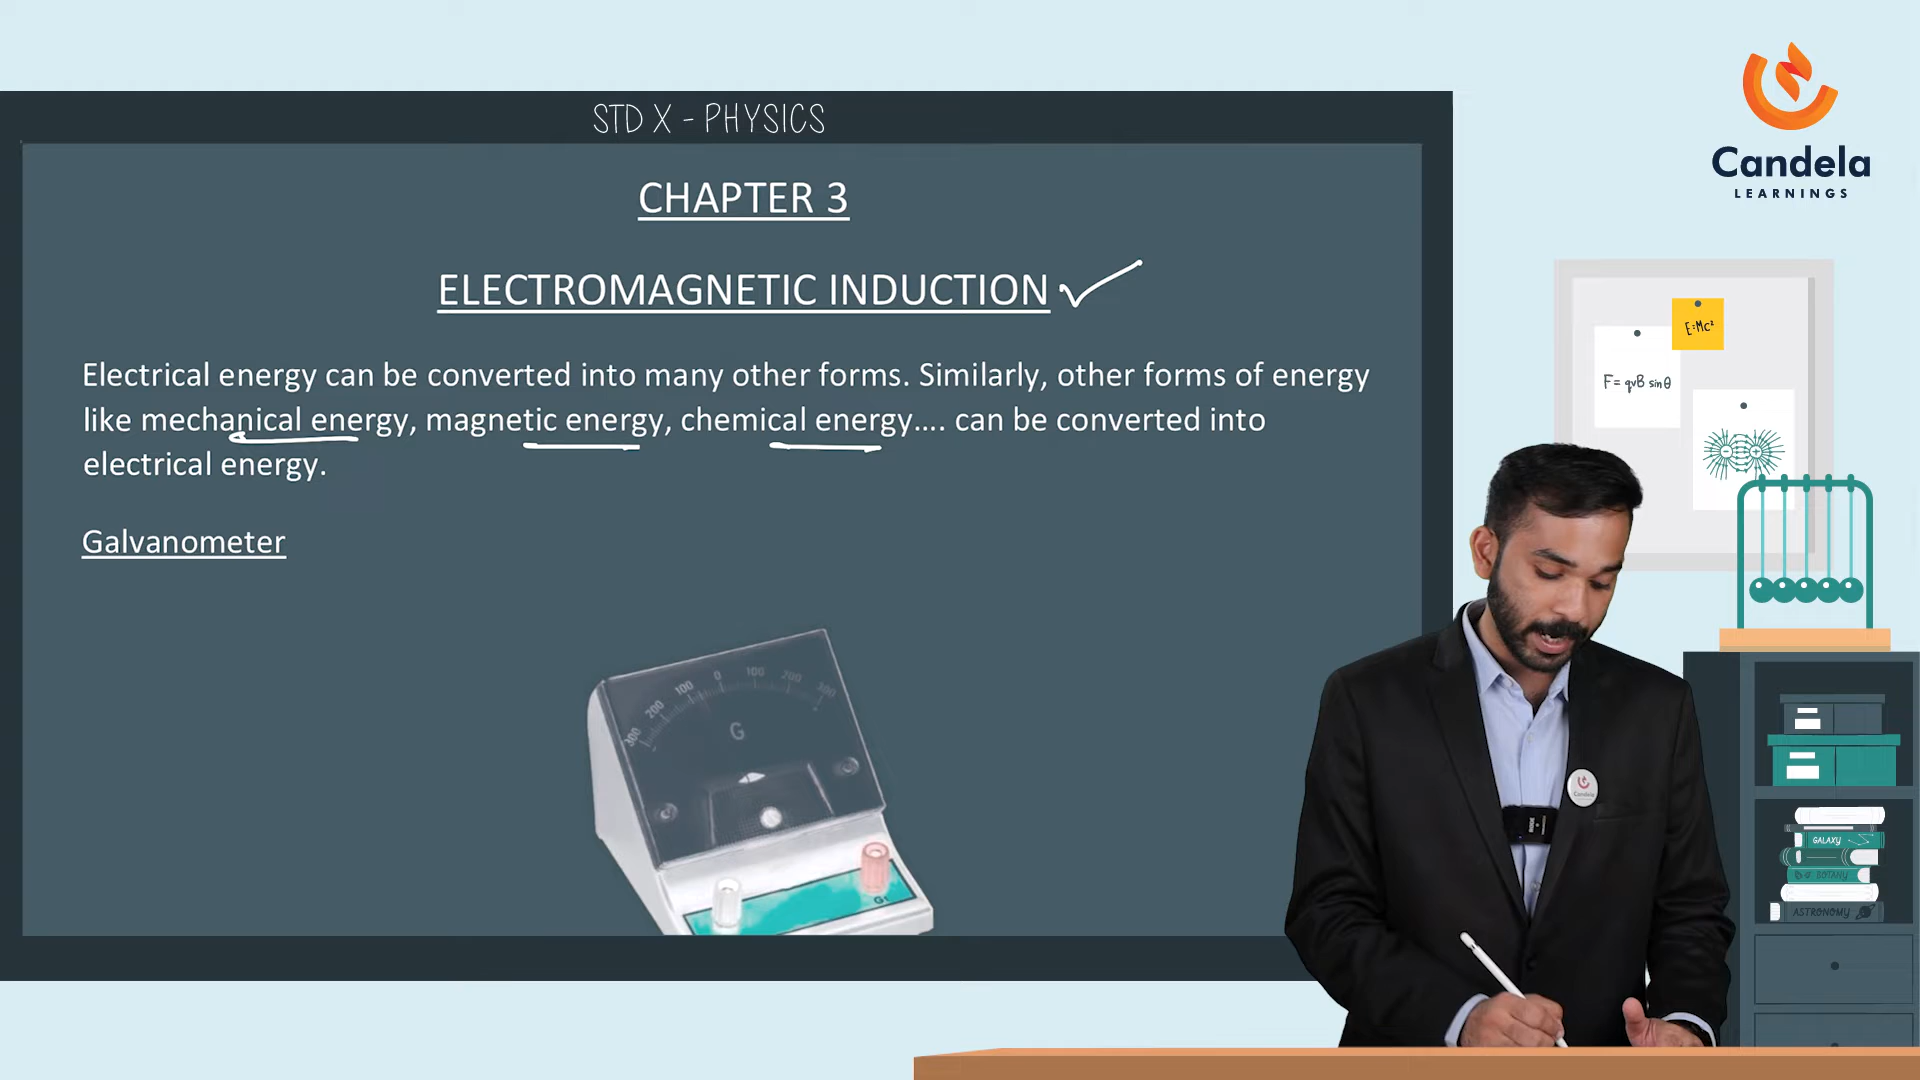 STD X - PHYSICS
CHAPTER 3
ELECTROMAGNETIC INDUCTION
Electrical energy can be converted into many other forms. Similarly, other forms of energy
like mechanical energy, magnetic energy, chemical energy.... can be converted into
electrical energy.
Galvanometer
300 200 100 0 100 200 300
G
G1
Candela
LEARNINGS
E=Mc²
F= qvB sinθ
Candela
GALAXY
BOTANY
ASTRONOMY